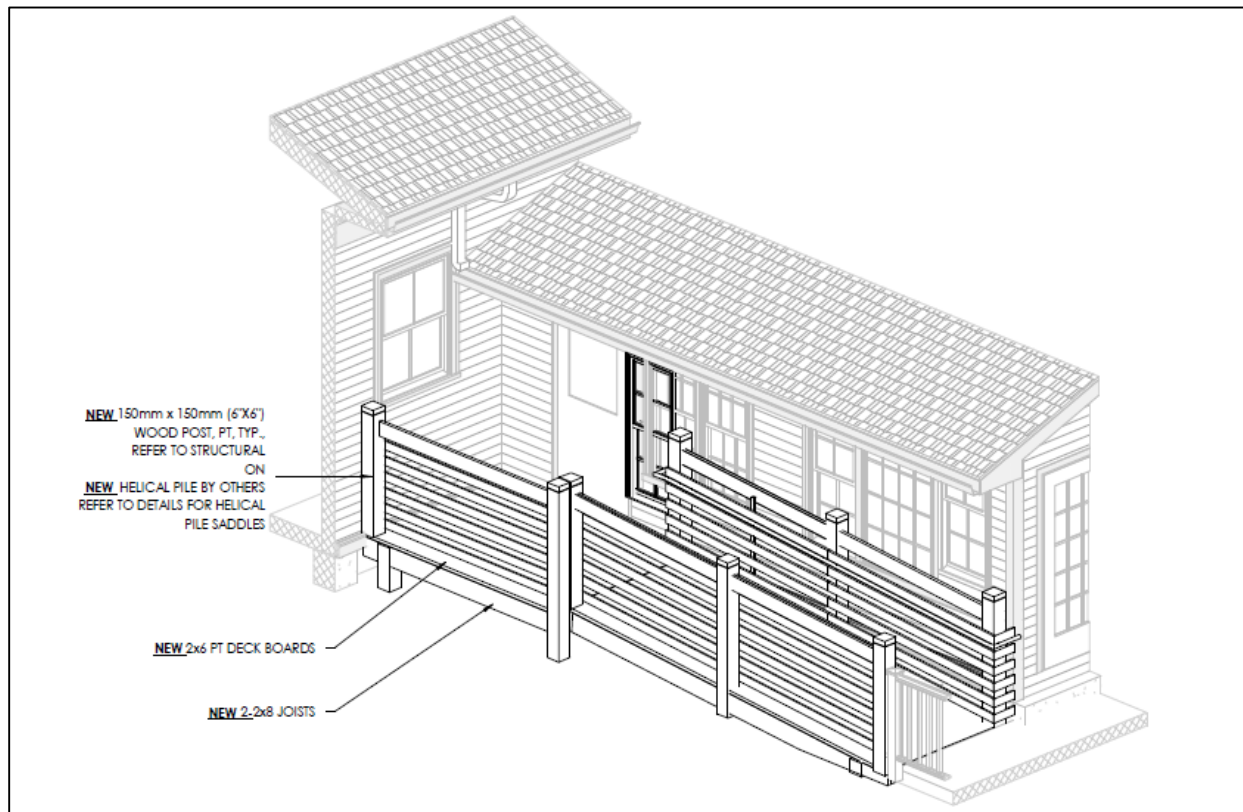 NEW 150mm x 150mm (6"X6")
WOOD POST, PT, TYP.,
REFER TO STRUCTURAL
ON
NEW HELICAL PILE BY OTHERS
REFER TO DETAILS FOR HELICAL
PILE SADDLES
NEW 2x6 PT DECK BOARDS
NEW 2-2x8 JOISTS